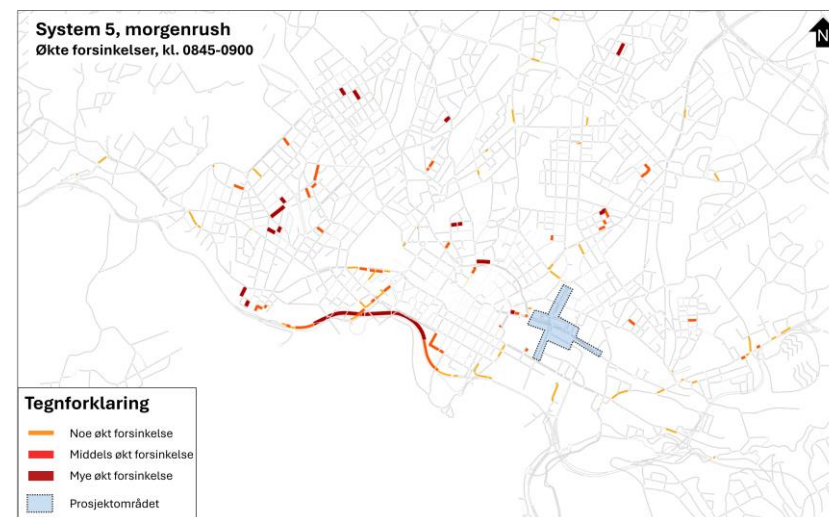 System 5, morgenrush
Økte forsinkelser, kl. 0845-0900
N
Tegnforklaring
Noe økt forsinkelse
Middels økt forsinkelse
Mye økt forsinkelse
Prosjektområdet